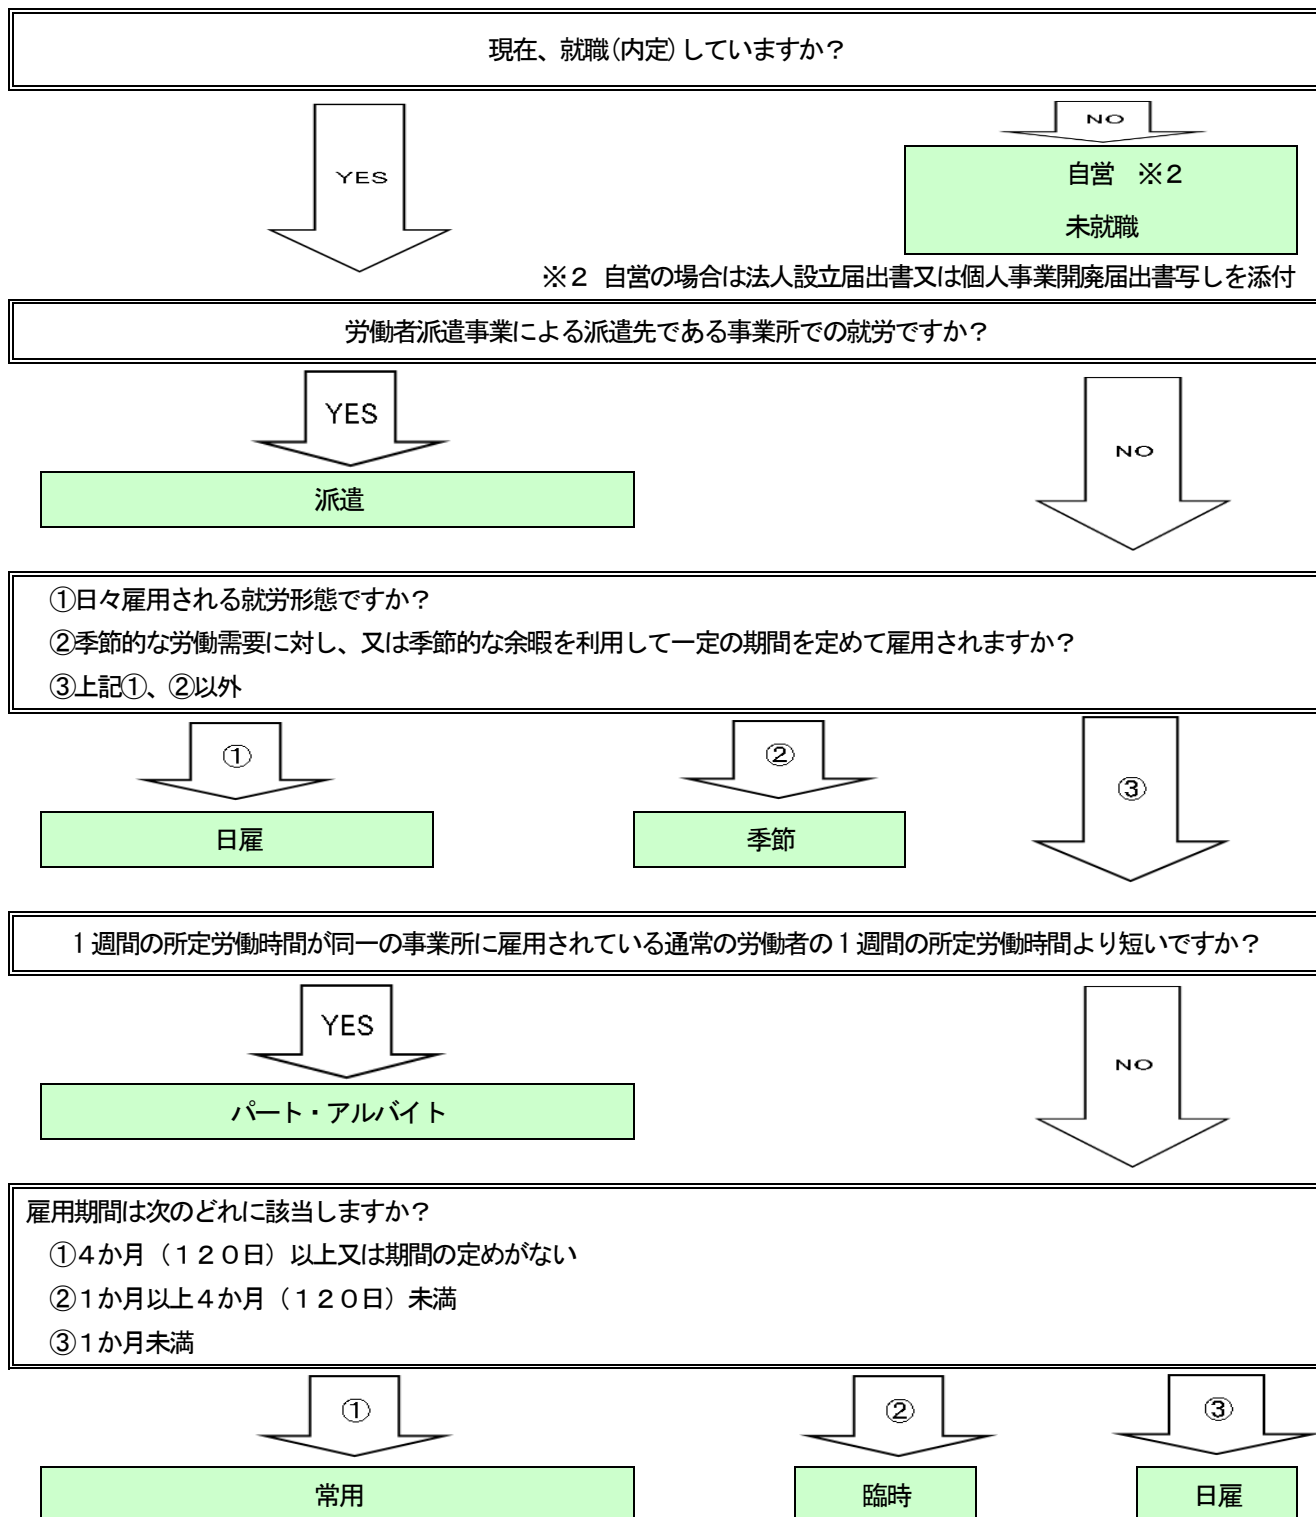 現在、就職(内定)していますか？
YES
NO
自営　※２
未就職
※２ 自営の場合は法人設立届出書又は個人事業開廃届出書写しを添付
労働者派遣事業による派遣先である事業所での就労ですか？
YES
NO
派遣
①日々雇用される就労形態ですか？
②季節的な労働需要に対し、又は季節的な余暇を利用して一定の期間を定めて雇用されますか？
③上記①、②以外
①
②
③
日雇
季節
１週間の所定労働時間が同一の事業所に雇用されている通常の労働者の１週間の所定労働時間より短いですか？
YES
NO
パート・アルバイト
雇用期間は次のどれに該当しますか？
①４か月（１２０日）以上又は期間の定めがない
②１か月以上４か月（１２０日）未満
③１か月未満
①
②
③
常用
臨時
日雇